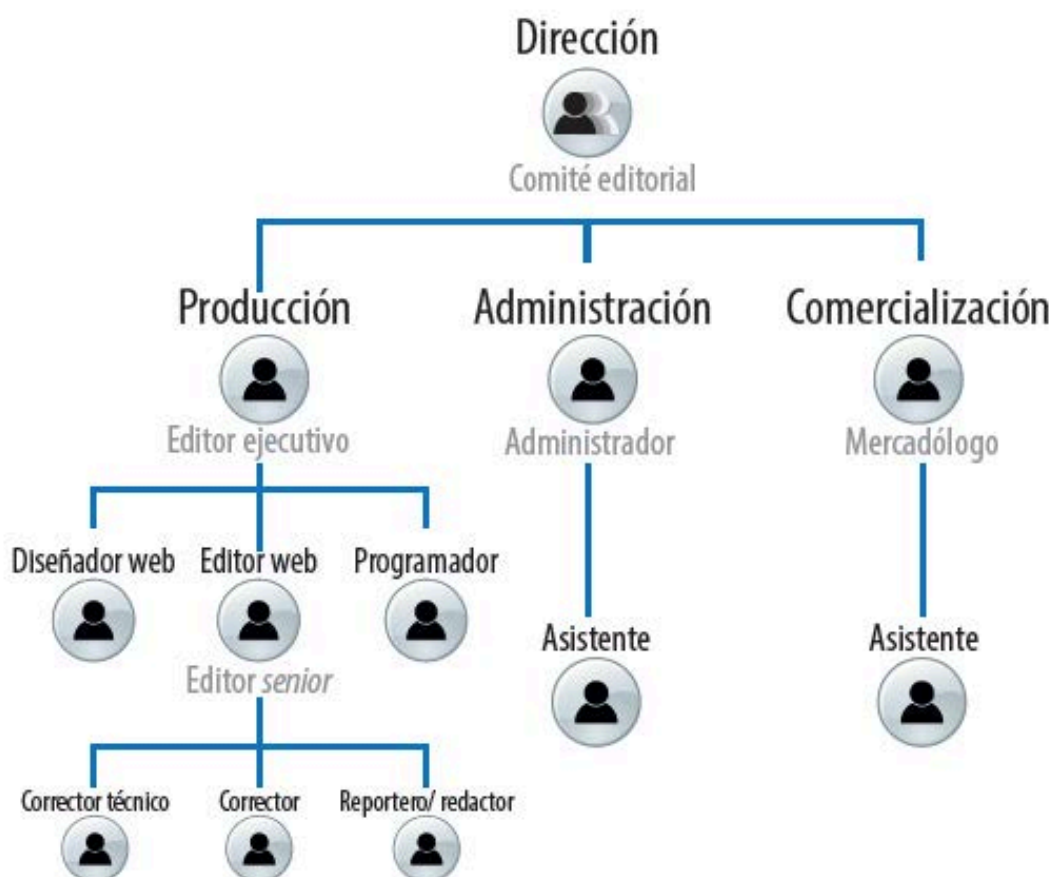 Dirección
Comité editorial
Producción Administración Comercialización
Editor ejecutivo Administrador Mercadólogo
Diseñador web Editor web Programador
Editor senior
Asistente Asistente
Corrector técnico Corrector Reportero/ redactor